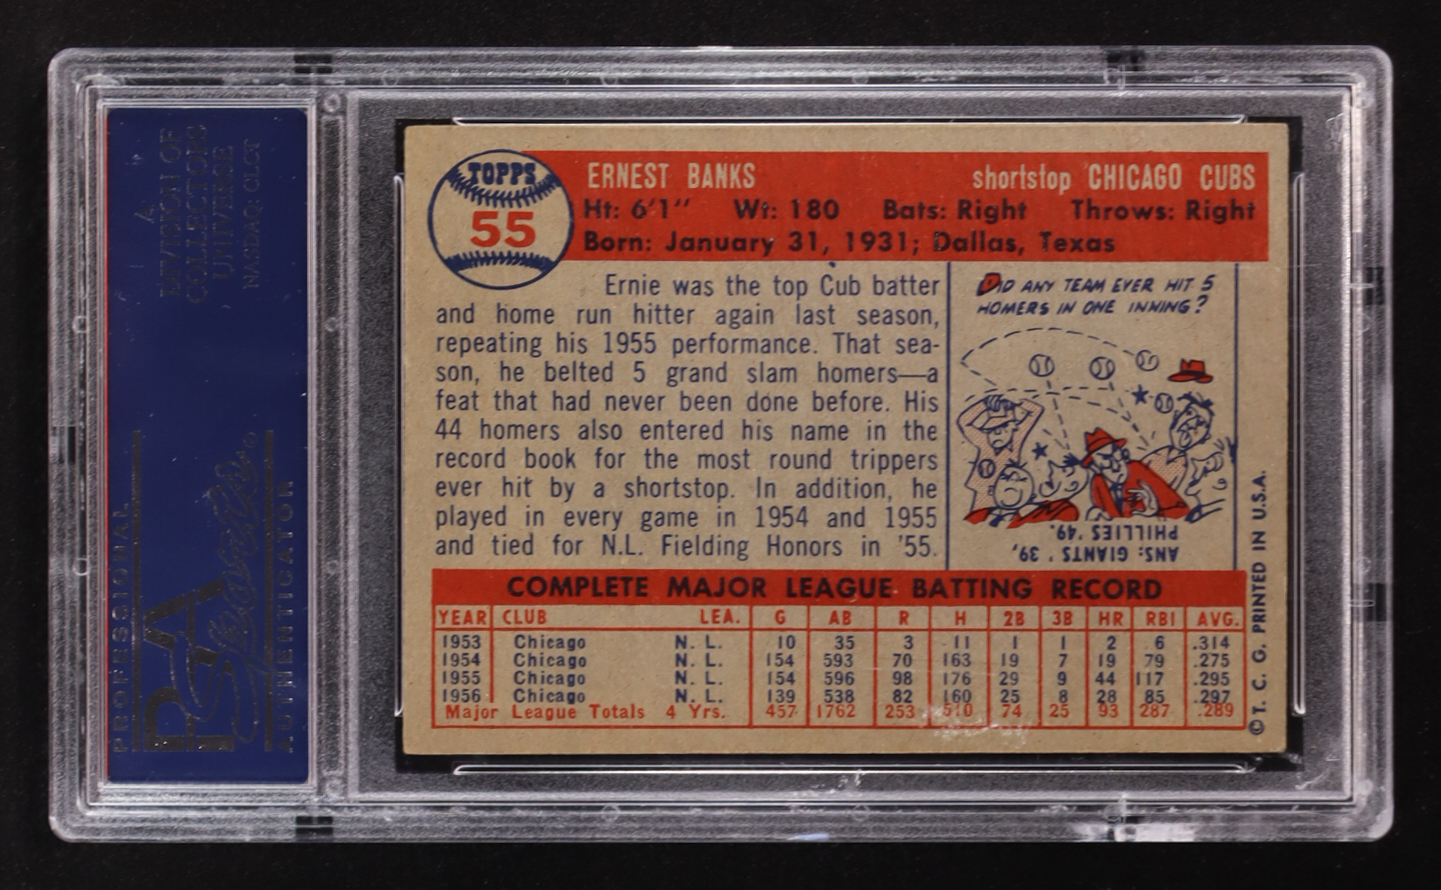 A
DIVISION OF
COLLECTORS
UNIVERSE
NASDAQ: CLCT
PSA
PROFESSIONAL
AUTHENTICATOR
TOPPS
55
ERNEST BANKS shortstop CHICAGO CUBS
Ht: 6'1" Wt: 180 Bats: Right Throws: Right
Born: January 31, 1931; Dallas, Texas
Ernie was the top Cub batter
and home run hitter again last season,
repeating his 1955 performance. That sea-
son, he belted 5 grand slam homers—a
feat that had never been done before. His
44 homers also entered his name in the
record book for the most round trippers
ever hit by a shortstop. In addition, he
played in every game in 1954 and 1955
and tied for N.L. Fielding Honors in '55.
DID ANY TEAM EVER HIT 5
HOMERS IN ONE INNING?
ANS: GIANTS '39,
PHILLIES '49.
COMPLETE MAJOR LEAGUE BATTING RECORD
YEAR CLUB LEA. G AB R H 2B 3B HR RBI AVG.
1953 Chicago N. L. 10 35 3 11 1 1 2 6 .314
1954 Chicago N. L. 154 593 70 163 19 7 19 79 .275
1955 Chicago N. L. 154 596 98 176 29 9 44 117 .295
1956 Chicago N. L. 139 538 82 160 25 8 28 85 .297
Major League Totals 4 Yrs. 457 1762 253 510 74 25 93 287 .289
© T. C. G. PRINTED IN U.S.A.